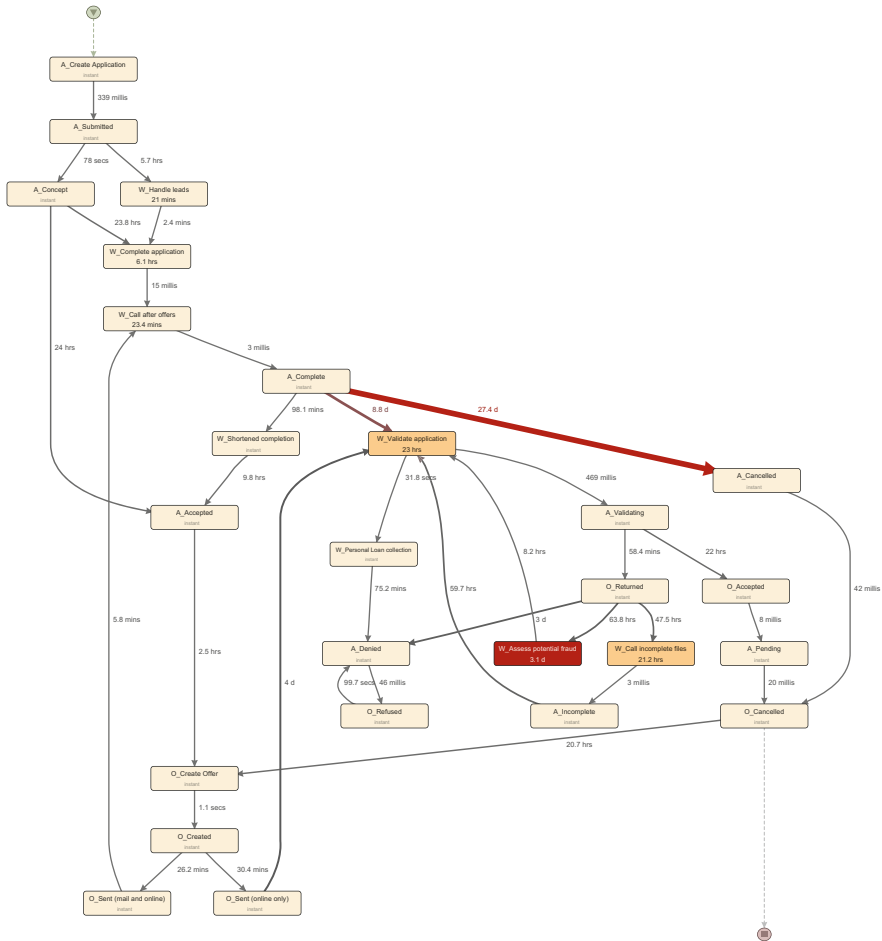 A_Create Application
instant
339 millis
A_Submitted
instant
78 secs
5.7 hrs
A_Concept
instant
W_Handle leads
21 mins
23.8 hrs
2.4 mins
W_Complete application
6.1 hrs
15 millis
W_Call after offers
23.4 mins
24 hrs
3 millis
A_Complete
instant
98.1 mins
8.8 d
27.4 d
W_Shortened completion
instant
W_Validate application
23 hrs
A_Cancelled
instant
9.8 hrs
31.8 secs
469 millis
A_Accepted
instant
A_Validating
instant
W_Personal Loan collection
instant
8.2 hrs
58.4 mins
22 hrs
75.2 mins
59.7 hrs
O_Returned
instant
O_Accepted
instant
42 millis
5.8 mins
3 d
63.8 hrs
47.5 hrs
8 millis
2.5 hrs
A_Denied
instant
W_Assess potential fraud
3.1 d
W_Call incomplete files
21.2 hrs
A_Pending
instant
4 d
99.7 secs
46 millis
3 millis
20 millis
O_Refused
instant
A_Incomplete
instant
O_Cancelled
instant
20.7 hrs
O_Create Offer
instant
1.1 secs
O_Created
instant
26.2 mins
30.4 mins
O_Sent (mail and online)
instant
O_Sent (online only)
instant